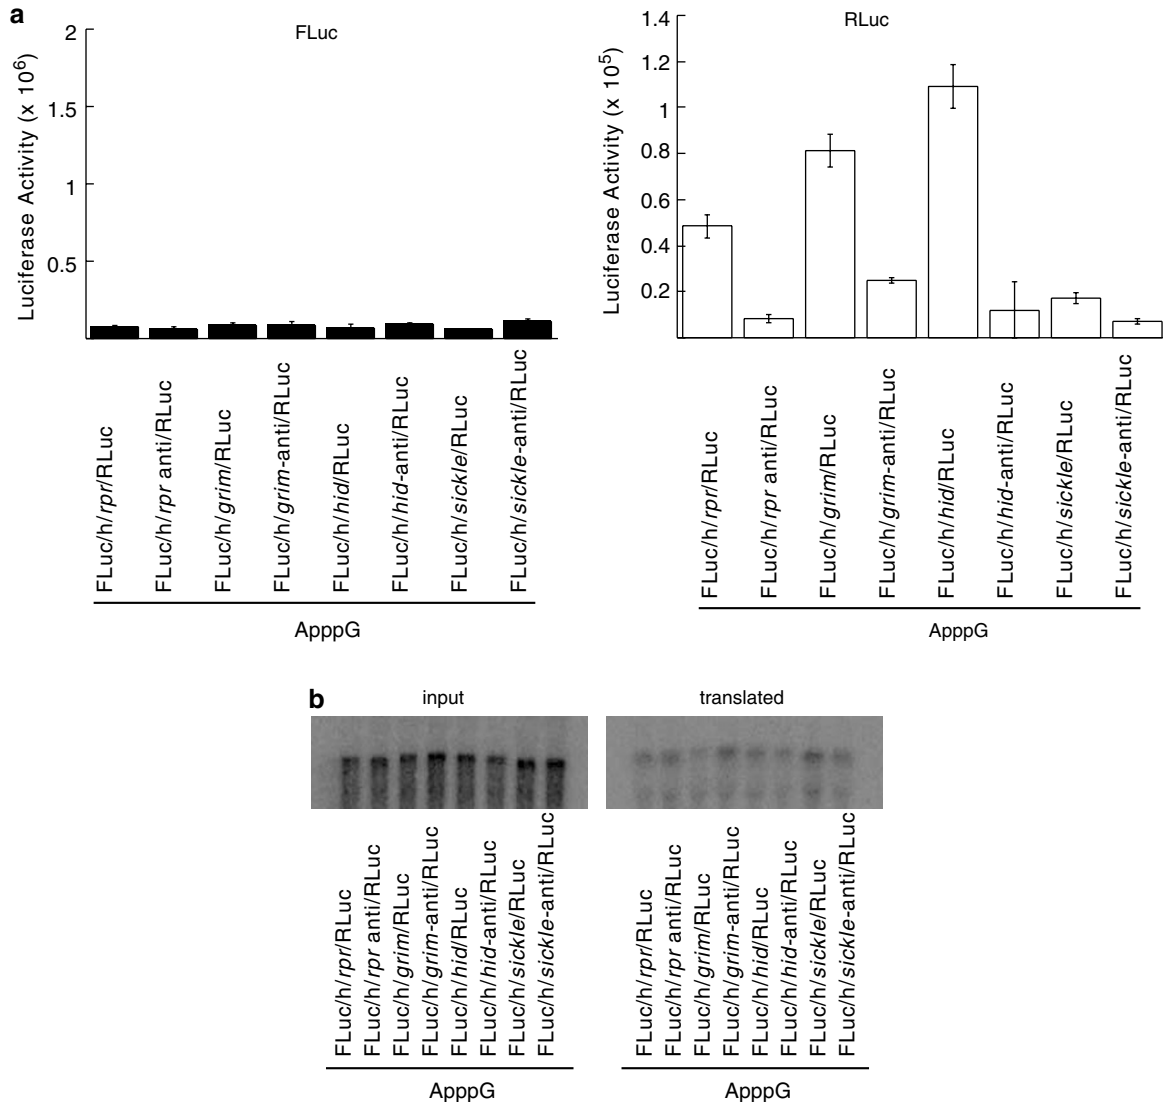 a
FLuc
Luciferase Activity (x 10⁶)
2
1.5
1
0.5
FLuc/h/rpr/RLuc
FLuc/h/rpr anti/RLuc
FLuc/h/grim/RLuc
FLuc/h/grim-anti/RLuc
FLuc/h/hid/RLuc
FLuc/h/hid-anti/RLuc
FLuc/h/sickle/RLuc
FLuc/h/sickle-anti/RLuc
ApppG
RLuc
Luciferase Activity (x 10⁵)
1.4
1.2
1
0.8
0.6
0.4
0.2
FLuc/h/rpr/RLuc
FLuc/h/rpr anti/RLuc
FLuc/h/grim/RLuc
FLuc/h/grim-anti/RLuc
FLuc/h/hid/RLuc
FLuc/h/hid-anti/RLuc
FLuc/h/sickle/RLuc
FLuc/h/sickle-anti/RLuc
ApppG
b
input
FLuc/h/rpr/RLuc
FLuc/h/rpr anti/RLuc
FLuc/h/grim/RLuc
FLuc/h/grim-anti/RLuc
FLuc/h/hid/RLuc
FLuc/h/hid-anti/RLuc
FLuc/h/sickle/RLuc
FLuc/h/sickle-anti/RLuc
ApppG
translated
FLuc/h/rpr/RLuc
FLuc/h/rpr anti/RLuc
FLuc/h/grim/RLuc
FLuc/h/grim-anti/RLuc
FLuc/h/hid/RLuc
FLuc/h/hid-anti/RLuc
FLuc/h/sickle/RLuc
FLuc/h/sickle-anti/RLuc
ApppG